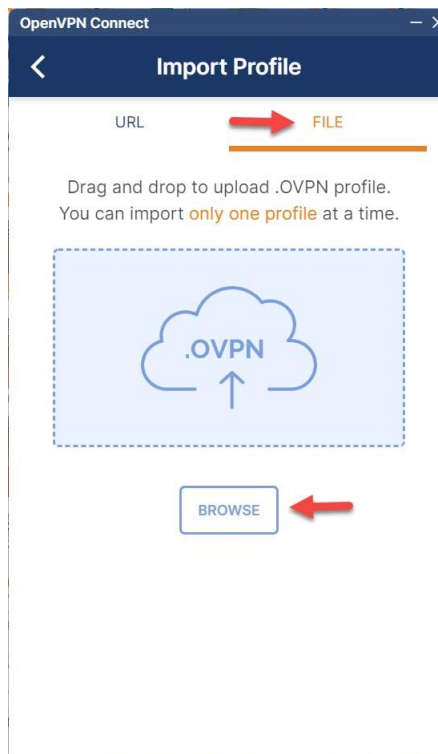 OpenVPN Connect
Import Profile
URL
FILE
Drag and drop to upload .OVPN profile.
You can import only one profile at a time.
.OVPN
BROWSE